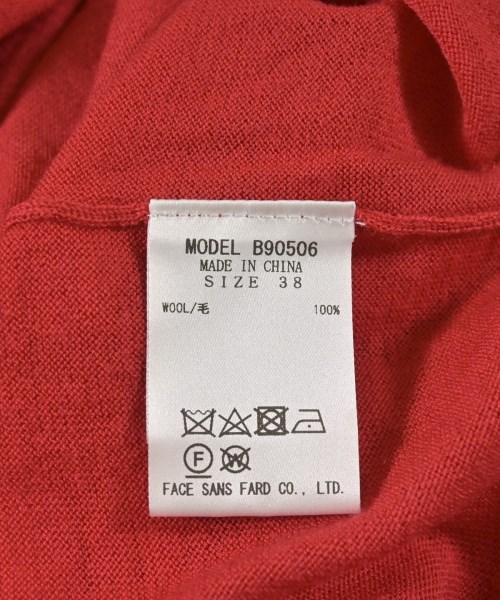 MODEL B90506
MADE IN CHINA
SIZE 38
WOOL/毛 100%
F W
FACE SANS FARD CO., LTD.